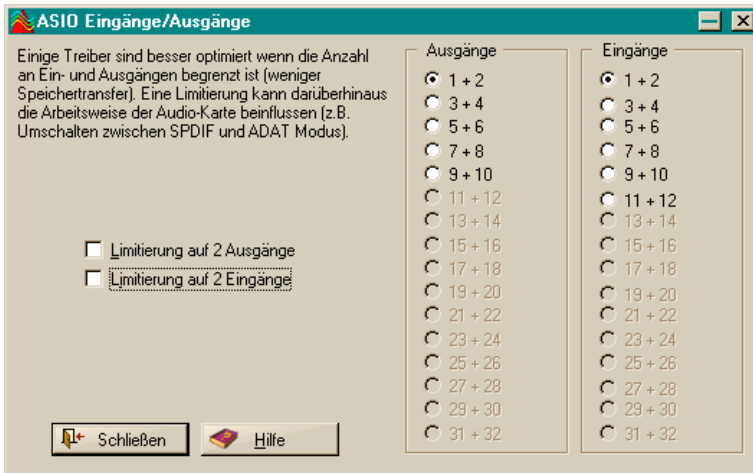 ASIO Eingänge/Ausgänge
Einige Treiber sind besser optimiert wenn die Anzahl
an Ein- und Ausgängen begrenzt ist (weniger
Speichertransfer). Eine Limitierung kann darüberhinaus
die Arbeitsweise der Audio-Karte beinflussen (z.B.
Umschalten zwischen SPDIF und ADAT Modus).
Limitierung auf 2 Ausgänge
Limitierung auf 2 Eingänge
Schließen
Hilfe
Ausgänge
1 + 2
3 + 4
5 + 6
7 + 8
9 + 10
11 + 12
13 + 14
15 + 16
17 + 18
19 + 20
21 + 22
23 + 24
25 + 26
27 + 28
29 + 30
31 + 32
Eingänge
1 + 2
3 + 4
5 + 6
7 + 8
9 + 10
11 + 12
13 + 14
15 + 16
17 + 18
19 + 20
21 + 22
23 + 24
25 + 26
27 + 28
29 + 30
31 + 32